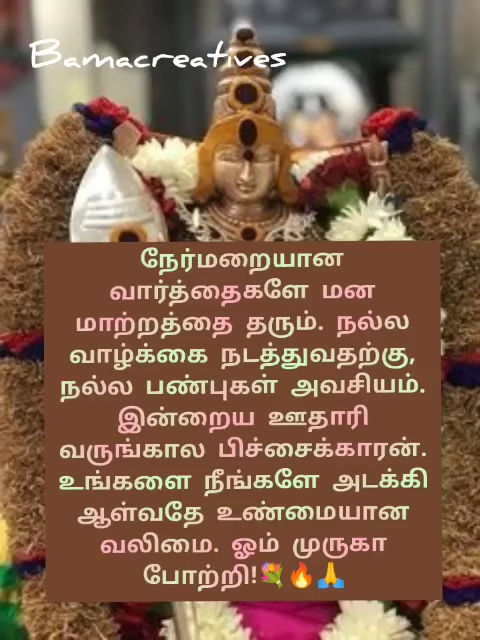 Bamacreatives
நேர்மறையான
வார்த்தைகளே மன
மாற்றத்தை தரும். நல்ல
வாழ்க்கை நடத்துவதற்கு,
நல்ல பண்புகள் அவசியம்.
இன்றைய ஊதாரி
வருங்கால பிச்சைக்காரன்.
உங்களை நீங்களே அடக்கி
ஆள்வதே உண்மையான
வலிமை. ஓம் முருகா
போற்றி!💐🔥🙏